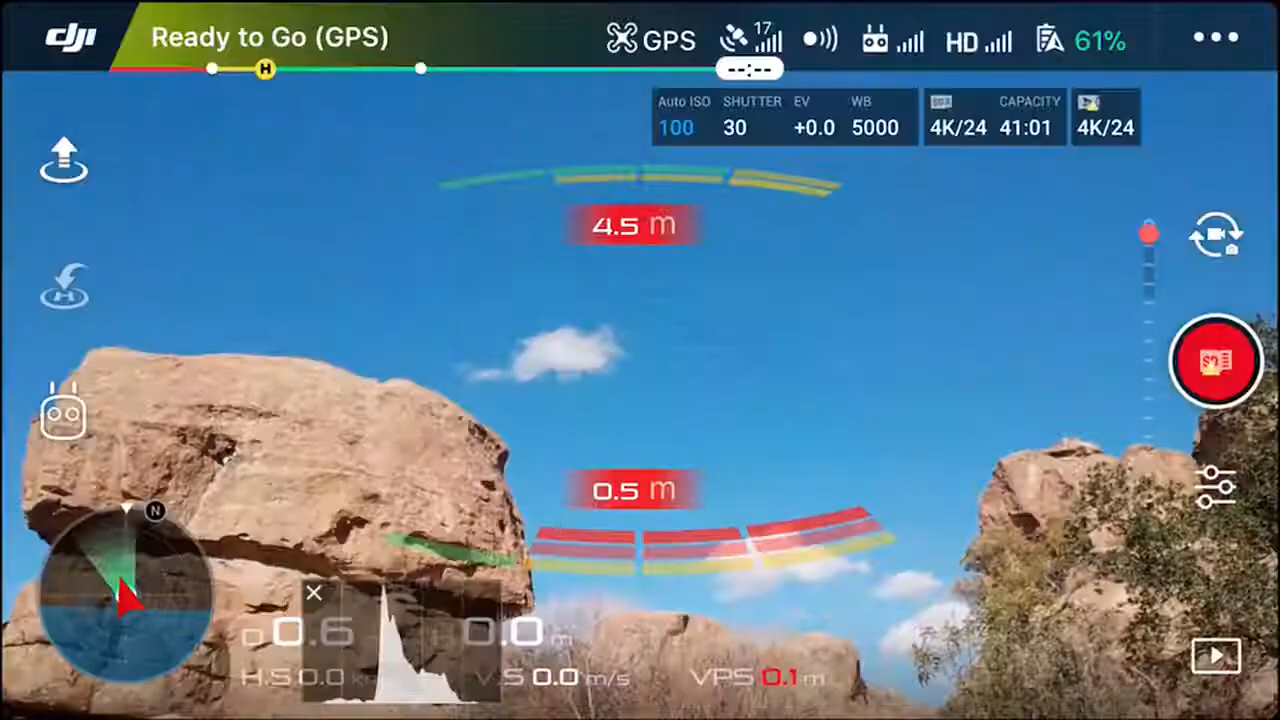 dji Ready to Go (GPS) GPS 17 HD 61%
H --:--
Auto ISO SHUTTER EV WB CAPACITY
100 30 +0.0 5000 4K/24 41:01 4K/24
4.5 m
0.5 m
N
D 0.6 H 0.0 m
H.S 0.0 V.S 0.0 m/s VPS 0.1 m